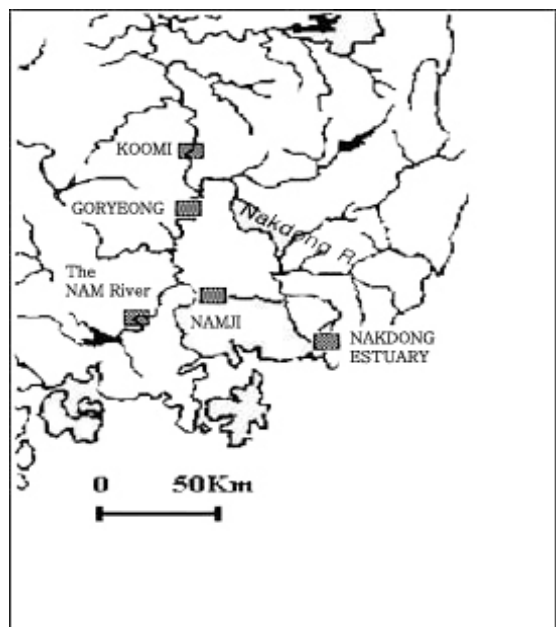 KOOMI
GORYEONG
Nakdong R.
The
NAM River
NAMJI
NAKDONG
ESTUARY
0 50Km